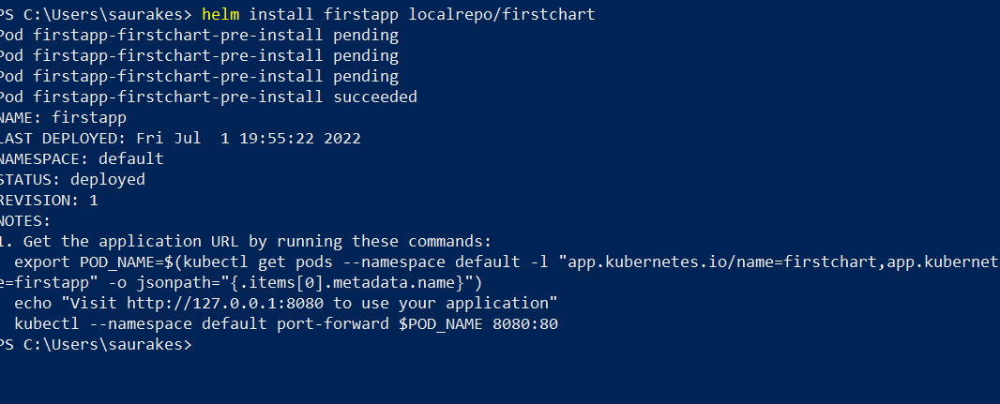 PS C:\Users\saurakes> helm install firstapp localrepo/firstchart
Pod firstapp-firstchart-pre-install pending
Pod firstapp-firstchart-pre-install pending
Pod firstapp-firstchart-pre-install pending
Pod firstapp-firstchart-pre-install succeeded
NAME: firstapp
LAST DEPLOYED: Fri Jul  1 19:55:22 2022
NAMESPACE: default
STATUS: deployed
REVISION: 1
NOTES:
1. Get the application URL by running these commands:
  export POD_NAME=$(kubectl get pods --namespace default -l "app.kubernetes.io/name=firstchart,app.kubernet
e=firstapp" -o jsonpath="{.items[0].metadata.name}")
  echo "Visit http://127.0.0.1:8080 to use your application"
  kubectl --namespace default port-forward $POD_NAME 8080:80
PS C:\Users\saurakes>